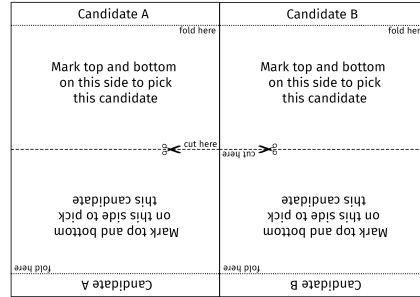 Candidate A
Candidate B
fold here
fold here
Mark top and bottom
on this side to pick
this candidate
Mark top and bottom
on this side to pick
this candidate
cut here
cut here
Mark top and bottom
on this side to pick
this candidate
Mark top and bottom
on this side to pick
this candidate
fold here
fold here
Candidate A
Candidate B